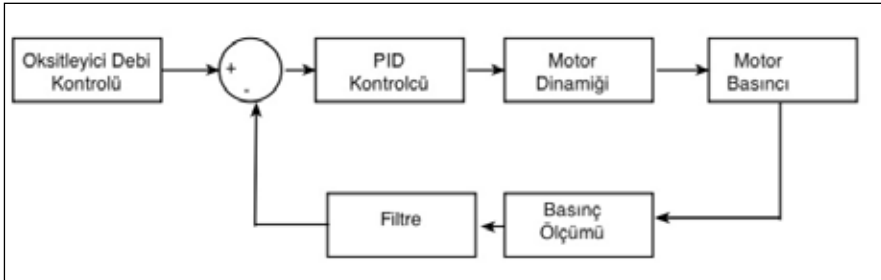 Oksitleyici Debi
Kontrolü
+
-
PID
Kontrolcü
Motor
Dinamiği
Motor
Basıncı
Filtre
Basınç
Ölçümü